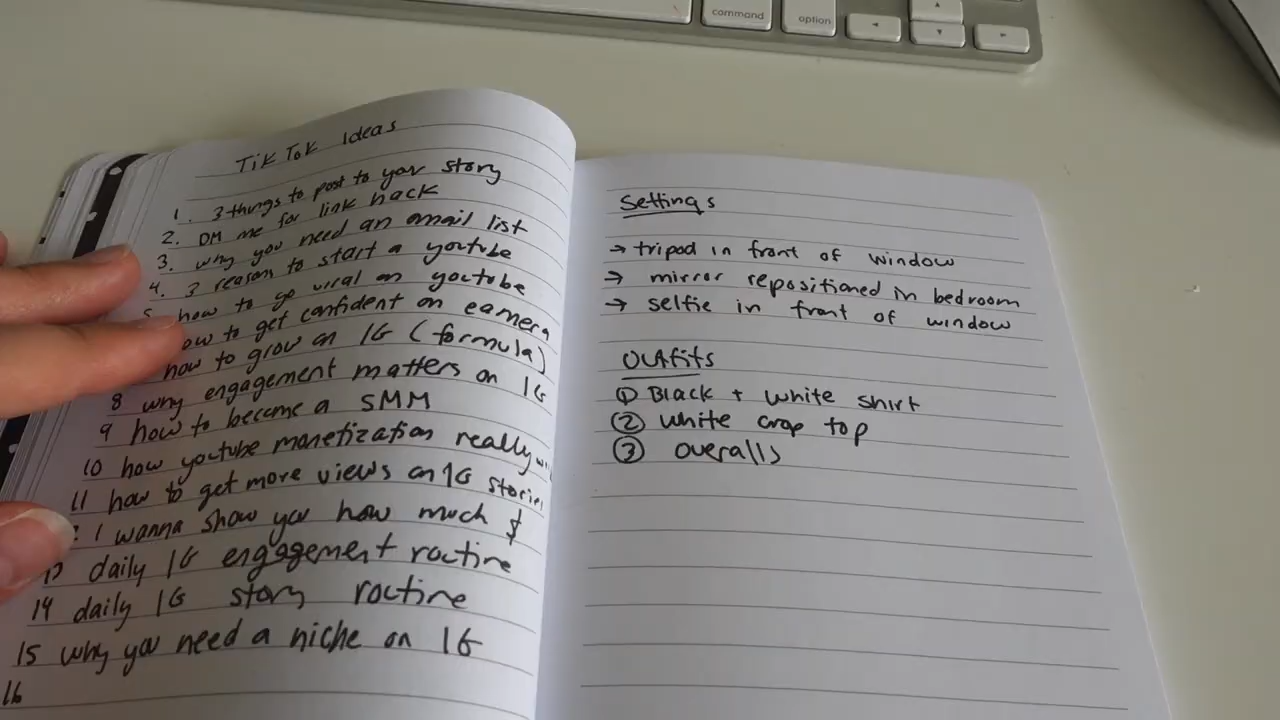 command
option
TikTok Ideas
1. 3 things to post to your story
2. DM me for link hack
3. why you need an email list
4. 3 reasons to start a youtube
5 how to go viral on youtube
how to get confident on camera
how to grow on IG (formula)
8 why engagement matters on IG
9 how to become a SMM
10 how youtube monetization really
11 how to get more views on IG stories
I wanna show you how much $
13 daily IG engagement routine
14 daily IG story routine
15 why you need a niche on IG
16
Settings
→ tripod in front of window
→ mirror repositioned in bedroom
→ selfie in front of window
Outfits
① Black + white shirt
② white crop top
③ overalls